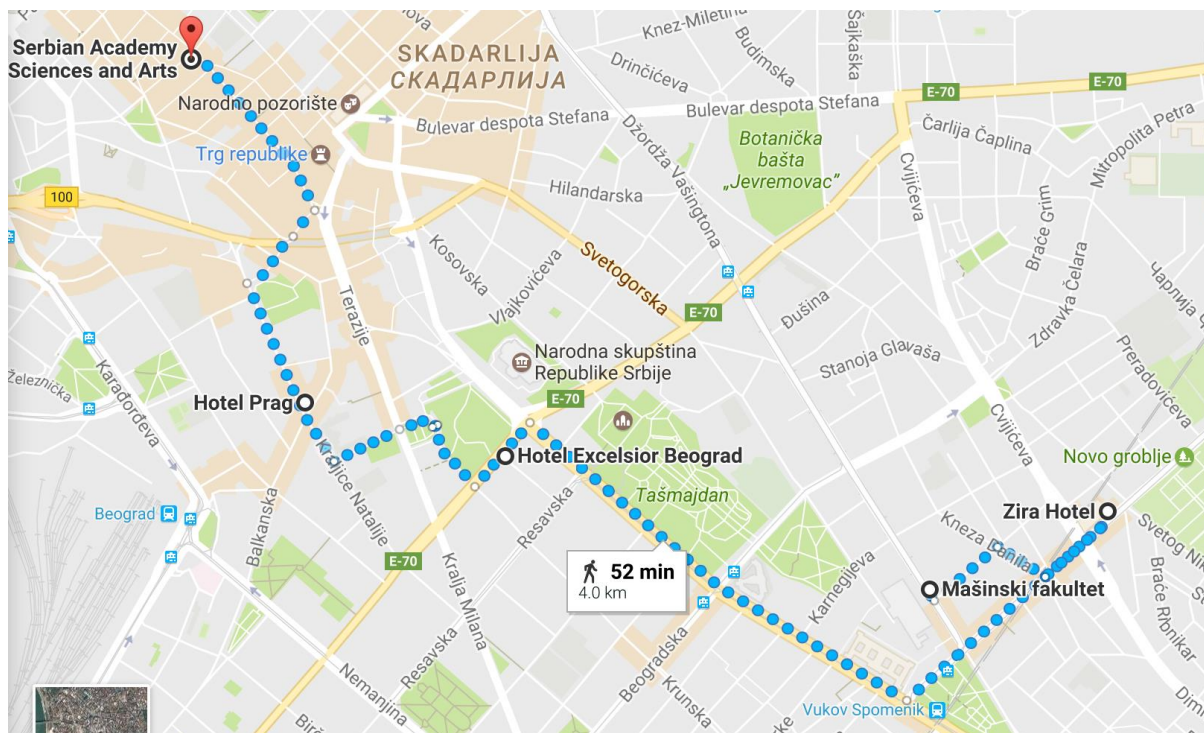 Serbian Academy
Sciences and Arts
SKADARLIJA
СКАДАРЛИЈА
Knez-Miletina
Drinčićeva
Budimska
Šajkaška
Narodno pozorište
Bulevar despota Stefana
Bulevar despota Stefana
E-70
Trg republike
Džordža Vašingtona
Botanička
bašta
„Jevremovac”
Čarlija Čaplina
Mitropolita Petra
Cvijićeva
Hilandarska
100
Kosovska
Svetogorska
Braće Grim
Vlajkovićeva
Terazije
E-70
Dušina
Zdravka Čelara
Чарлија
Narodna skupština
Republike Srbije
Stanoja Glavaša
Preradovićeva
Železnička
Karađorđeva
Hotel Prag
E-70
Cvijićeva
Hotel Excelsior Beograd
Novo groblje
Kraljice Natalije
Tašmajdan
Resavska
Beograd
Balkanska
Zira Hotel
Kneza Danila
Svetog Nik
E-70
Kralja Milana
52 min
4.0 km
Karnegijeva
Mašinski fakultet
Braće Ribnikar
Resavska
Beogradska
Krunska
Nemanjina
Vukov Spomenik